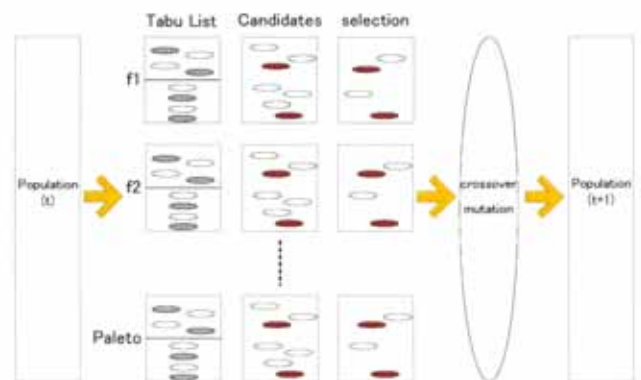 Tabu List Candidates selection
f1
Population
(t)
f2
crossover
mutation
Population
(t+1)
Paleto